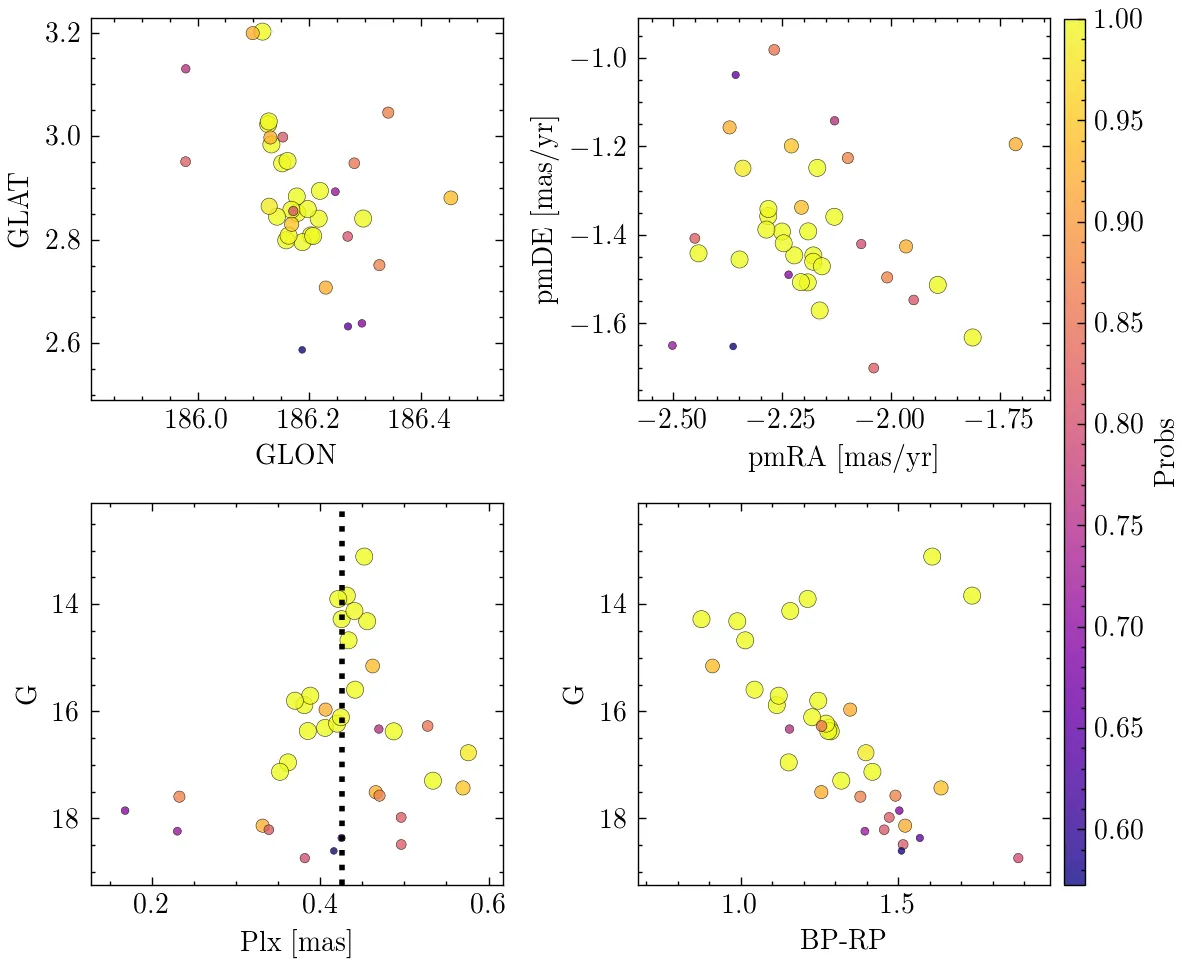 3.2
3.0
2.8
2.6
GLAT
186.0 186.2 186.4
GLON
−1.0
−1.2
−1.4
−1.6
pmDE [mas/yr]
−2.50 −2.25 −2.00 −1.75
pmRA [mas/yr]
1.00
0.95
0.90
0.85
0.80
0.75
0.70
0.65
0.60
Probs
14
16
18
G
0.2 0.4 0.6
Plx [mas]
14
16
18
G
1.0 1.5
BP-RP